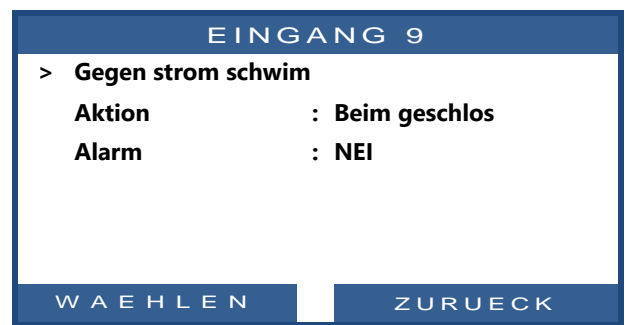 EINGANG 9
> Gegen strom schwim
Aktion : Beim geschlos
Alarm : NEI
WAEHLEN ZURUECK